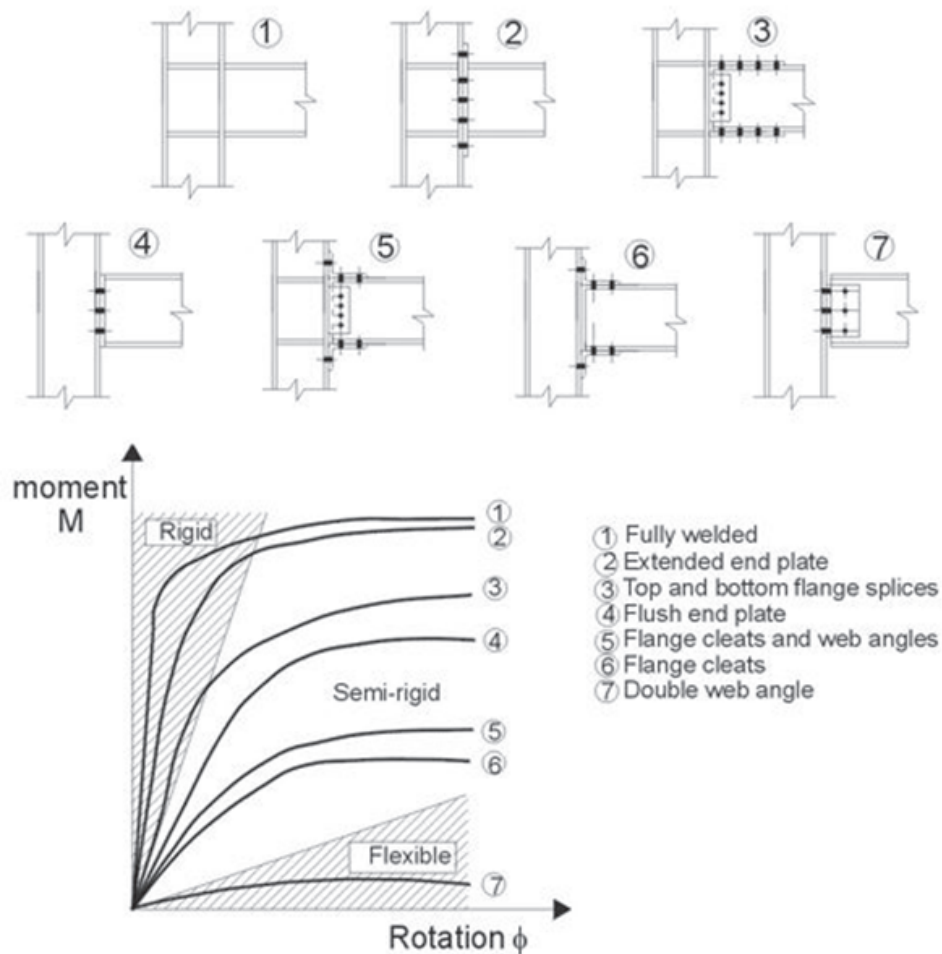 ①
②
③
④
⑤
⑥
⑦
moment
M
Rigid
①
②
③
④
Semi-rigid
⑤
⑥
Flexible
⑦
Rotation ϕ
① Fully welded
② Extended end plate
③ Top and bottom flange splices
④ Flush end plate
⑤ Flange cleats and web angles
⑥ Flange cleats
⑦ Double web angle